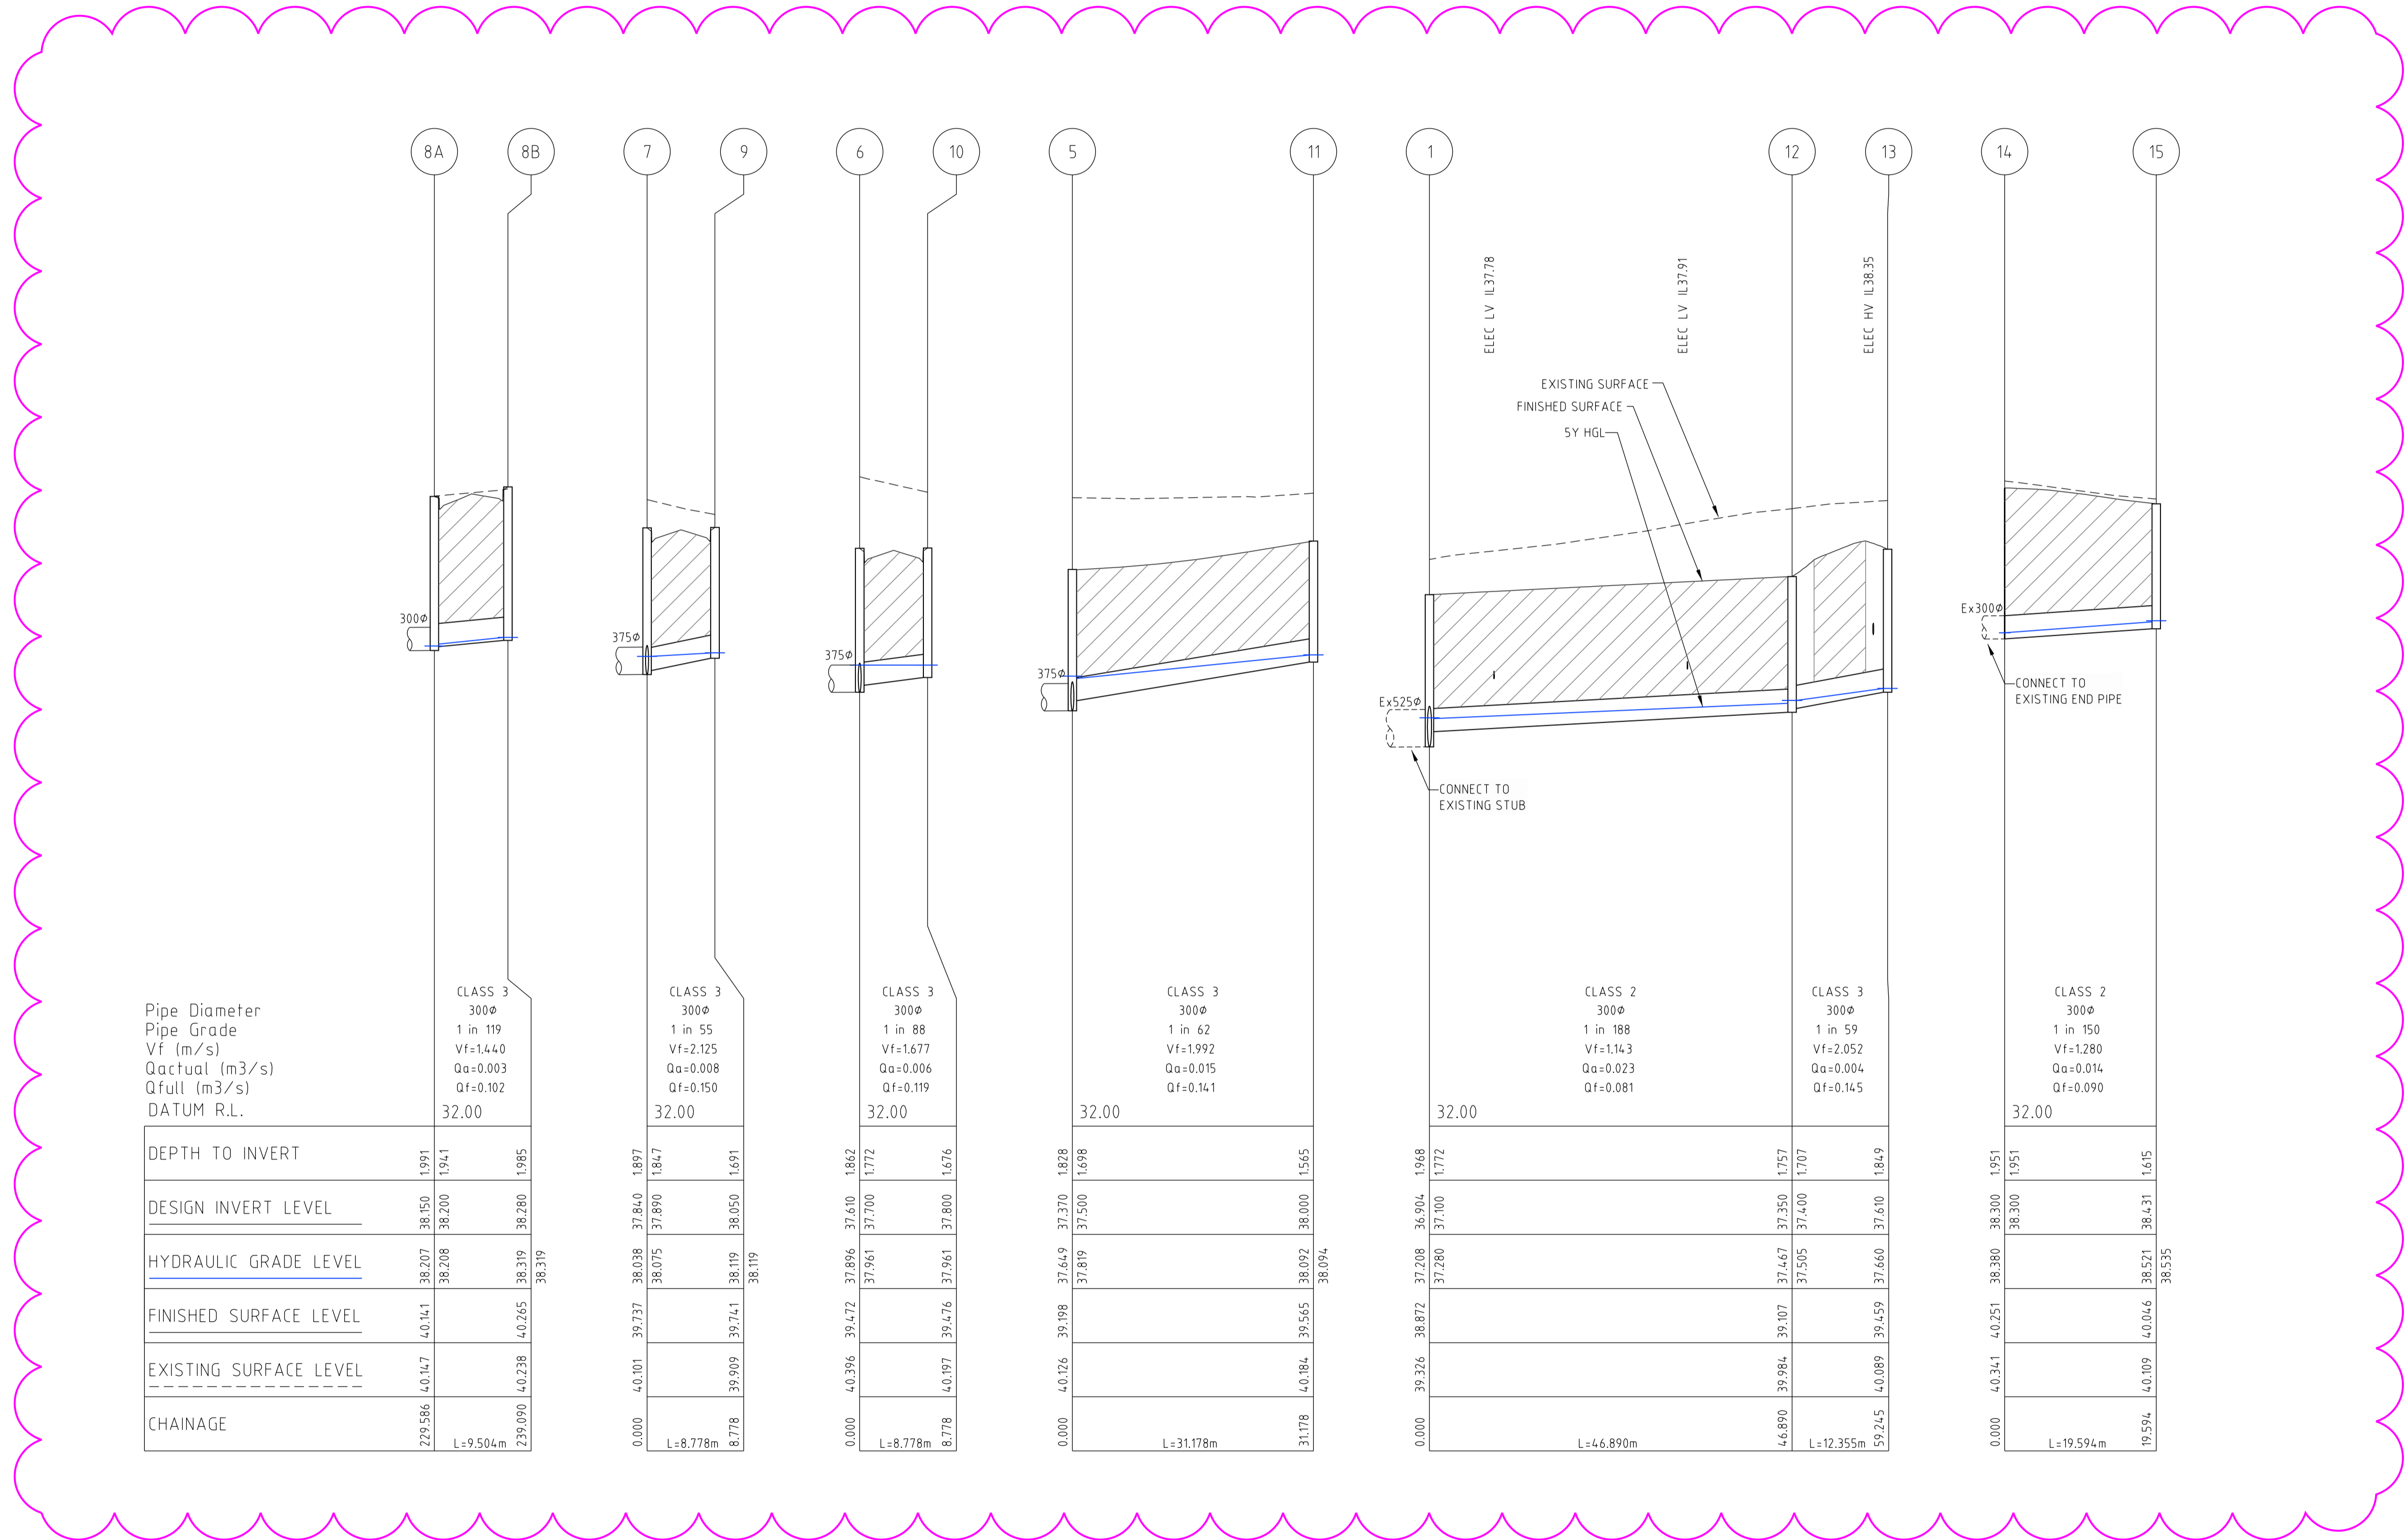 8A 8B 7 9 6 10 5 11 1 12 13 14 15
ELEC LV IL37.78
ELEC LV IL37.91
ELEC HV IL38.35
EXISTING SURFACE
FINISHED SURFACE
5Y HGL
300Ø
375Ø
375Ø
375Ø
Ex525Ø
Ex300Ø
CONNECT TO
EXISTING END PIPE
CONNECT TO
EXISTING STUB
CLASS 3 CLASS 3 CLASS 3 CLASS 3 CLASS 2 CLASS 3 CLASS 2
Pipe Diameter 300Ø 300Ø 300Ø 300Ø 300Ø 300Ø 300Ø
Pipe Grade 1 in 119 1 in 55 1 in 88 1 in 62 1 in 188 1 in 59 1 in 150
Vf (m/s) Vf=1.440 Vf=2.125 Vf=1.677 Vf=1.992 Vf=1.143 Vf=2.052 Vf=1.280
Qactual (m3/s) Qa=0.003 Qa=0.008 Qa=0.006 Qa=0.015 Qa=0.023 Qa=0.004 Qa=0.014
Qfull (m3/s) Qf=0.102 Qf=0.150 Qf=0.119 Qf=0.141 Qf=0.081 Qf=0.145 Qf=0.090
DATUM R.L. 32.00 32.00 32.00 32.00 32.00 32.00
DEPTH TO INVERT 1.991 1.941 1.985 1.897 1.847 1.691 1.862 1.772 1.676 1.828 1.698 1.565 1.968 1.772 1.757 1.707 1.849 1.951 1.951 1.615
DESIGN INVERT LEVEL 38.150 38.200 38.280 37.840 37.890 38.050 37.610 37.700 37.800 37.370 37.500 38.000 36.904 37.100 37.350 37.400 37.610 38.300 38.300 38.431
HYDRAULIC GRADE LEVEL 38.207 38.208 38.319 38.319 38.038 38.075 38.119 38.119 37.896 37.961 37.961 37.649 37.819 38.092 38.094 37.208 37.280 37.467 37.505 37.660 38.380 38.521 38.535
FINISHED SURFACE LEVEL 40.141 40.265 39.737 39.741 39.472 39.476 39.198 39.565 38.872 39.107 39.459 40.251 40.046
EXISTING SURFACE LEVEL 40.147 40.238 40.101 39.909 40.396 40.197 40.126 40.184 39.326 39.984 40.089 40.341 40.109
CHAINAGE 229.586 L=9.504m 239.090 0.000 L=8.778m 8.778 0.000 L=8.778m 8.778 0.000 L=31.178m 31.178 0.000 L=46.890m 46.890 L=12.355m 59.245 0.000 L=19.594m 19.594